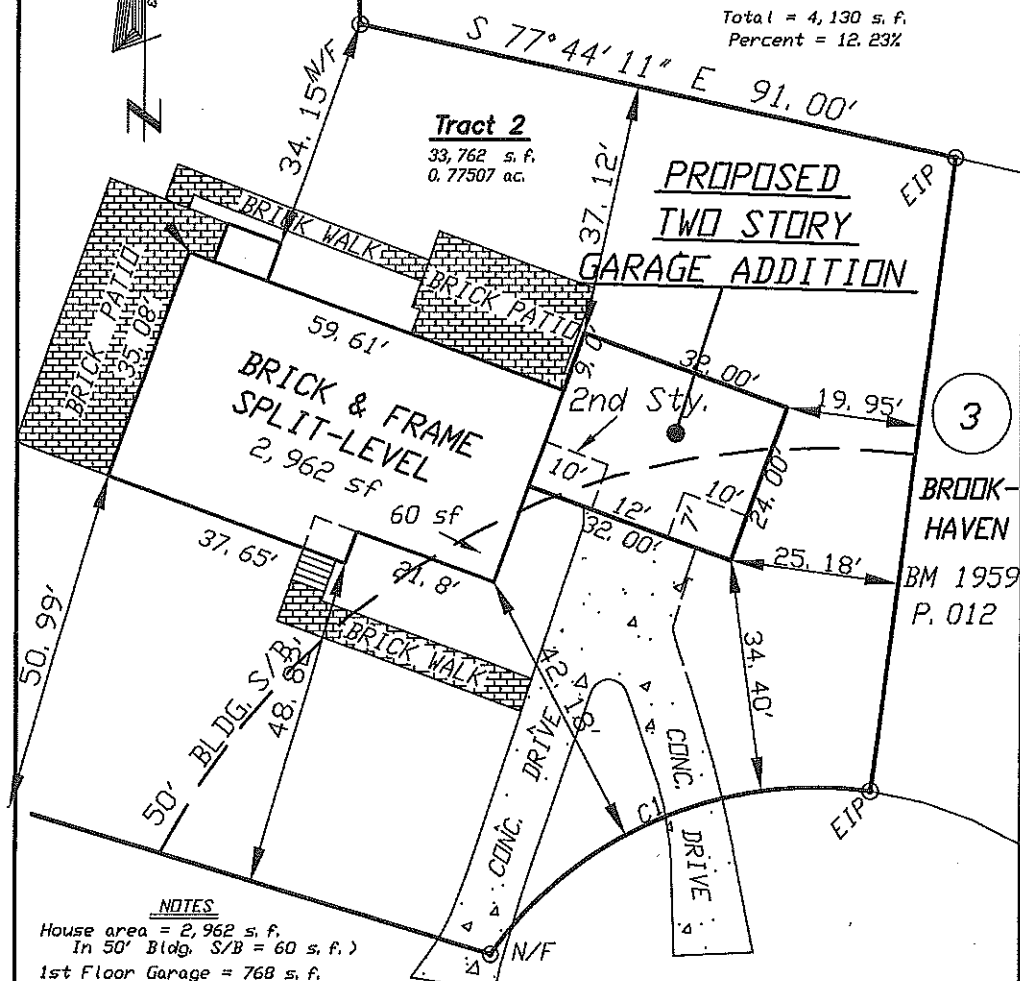 Total = 4,130 s. f.
Percent = 12.23%
S 77° 44' 11" E 91.00'
N/F
34.15'
Tract 2
33,762 s. f.
0.77507 ac.
37.12'
EIP
PROPOSED
TWO STORY
GARAGE ADDITION
BRICK WALK
BRICK PATIO
BRICK PATIO
35.08'
59.61'
9.0'
32.00'
19.95'
3
BRICK & FRAME
SPLIT-LEVEL
2,962 sf
2nd Sty.
10'
10'
24.00'
7'
12'
32.00'
BROOK-
HAVEN
BM 1959
P. 012
60 sf
37.65'
21.8'
25.18'
50.99'
BRICK WALK
42.18'
34.40'
50' BLDG. S/B
CONC. DRIVE
CONC. DRIVE
C1
EIP
N/F
NOTES
House area = 2,962 s. f.
In 50' Bldg. S/B = 60 s. f.)
1st Floor Garage = 768 s. f.